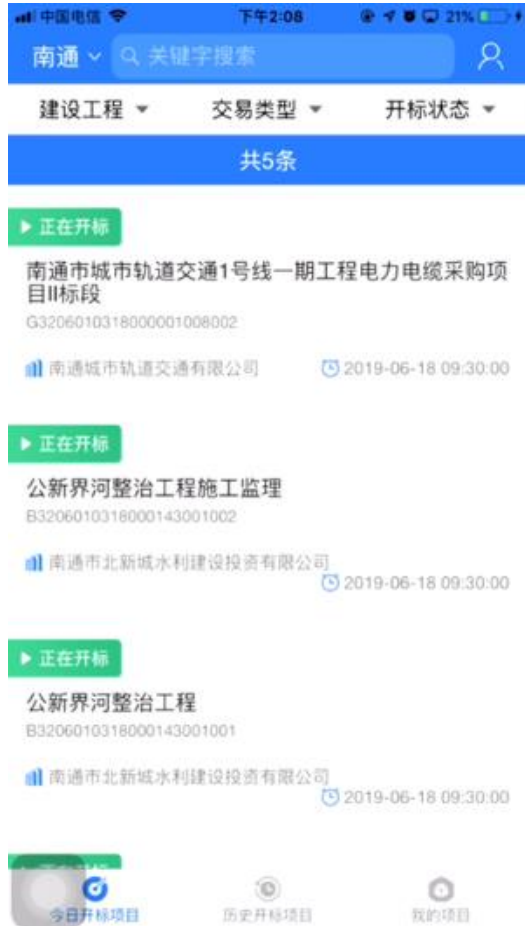 中国电信 下午2:08 21%
南通 关键字搜索
建设工程 交易类型 开标状态
共5条
正在开标
南通市城市轨道交通1号线一期工程电力电缆采购项
目II标段
G3206010318000001008002
南通城市轨道交通有限公司 2019-06-18 09:30:00
正在开标
公新界河整治工程施工监理
B3206010318000143001002
南通市北新城水利建设投资有限公司
2019-06-18 09:30:00
正在开标
公新界河整治工程
B3206010318000143001001
南通市北新城水利建设投资有限公司
2019-06-18 09:30:00
今日开标项目 历史开标项目 我的项目